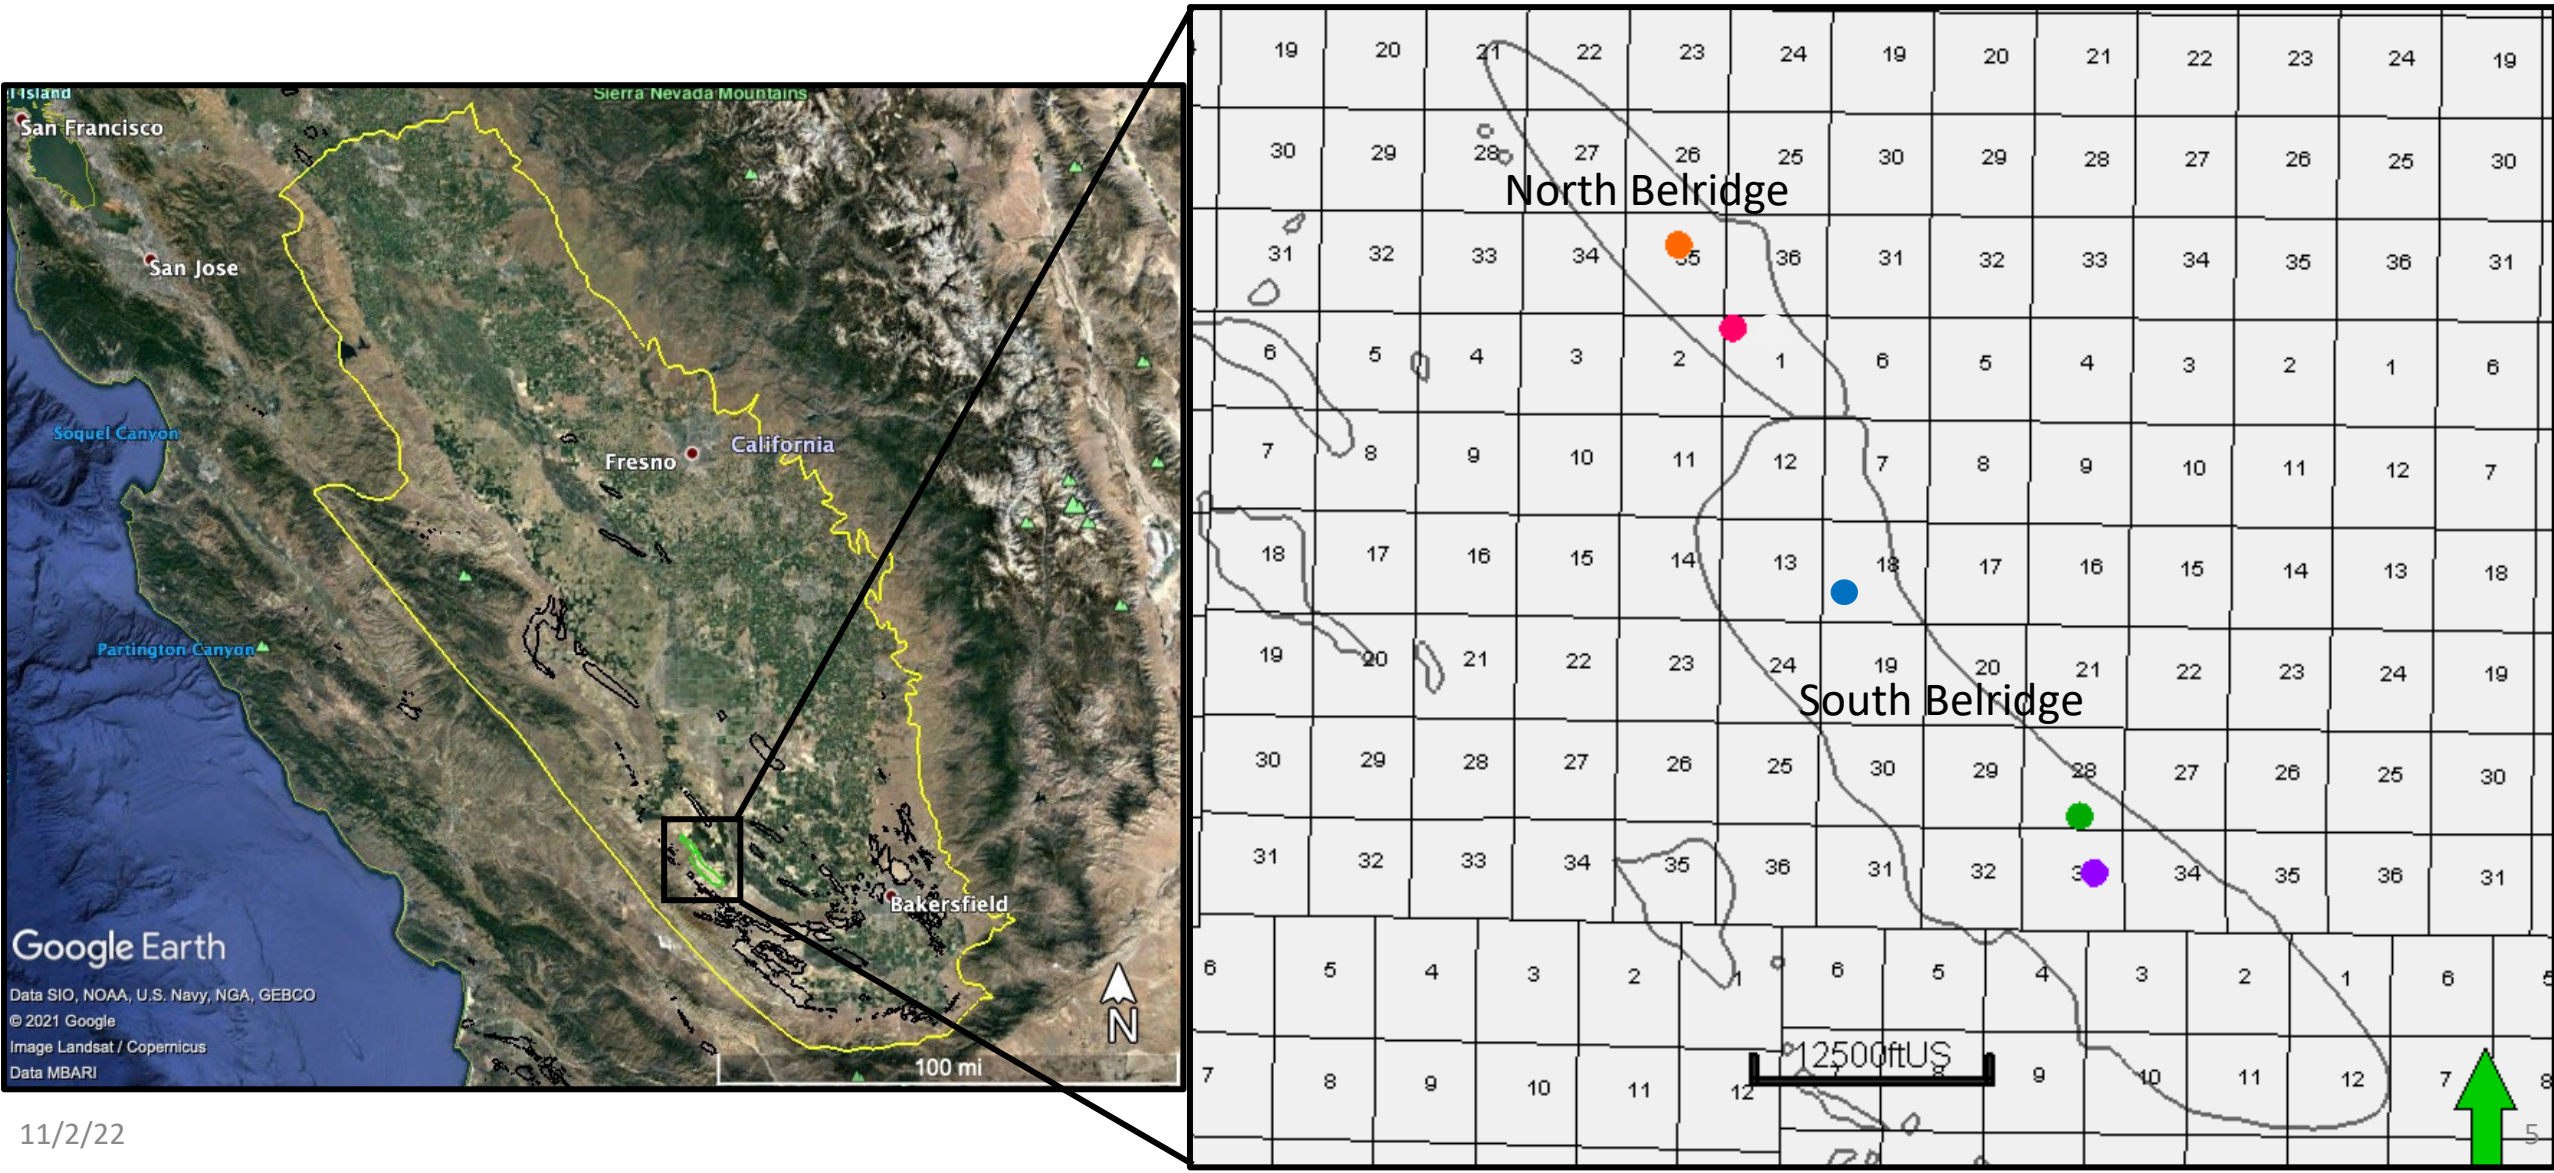 Island
Sierra Nevada Mountains
San Francisco
San Jose
Soquel Canyon
California
Fresno
Partington Canyon
Bakersfield
Google Earth
Data SIO, NOAA, U.S. Navy, NGA, GEBCO
© 2021 Google
Image Landsat / Copernicus
Data MBARI
N
100 mi
19 20 21 22 23 24 19 20 21 22 23 24 19
30 29 28 27 26 25 30 29 28 27 26 25 30
North Belridge
31 32 33 34 35 36 31 32 33 34 35 36 31
6 5 4 3 2 1 6 5 4 3 2 1 6
7 8 9 10 11 12 7 8 9 10 11 12 7
18 17 16 15 14 13 18 17 16 15 14 13 18
19 20 21 22 23 24 19 20 21 22 23 24 19
South Belridge
30 29 28 27 26 25 30 29 28 27 26 25 30
31 32 33 34 35 36 31 32 3 34 35 36 31
6 5 4 3 2 1 6 5 4 3 2 1 6 5
12500ftUS
7 8 9 10 11 12 7 8 9 10 11 12 7 8
11/2/22
5